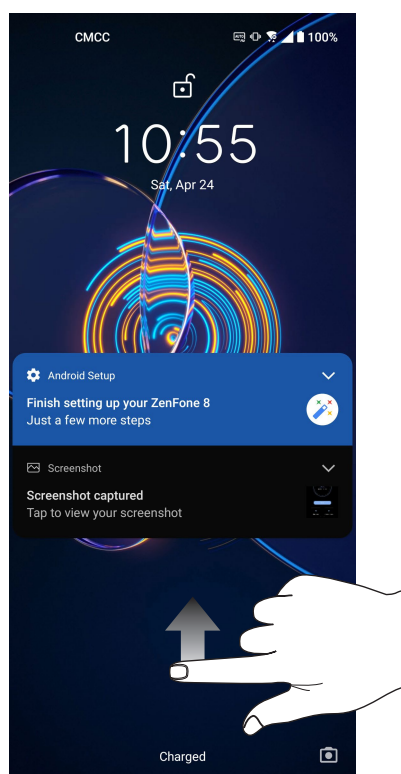 CMCC 100%
10:55
Sat, Apr 24
Android Setup
Finish setting up your ZenFone 8
Just a few more steps
Screenshot
Screenshot captured
Tap to view your screenshot
Charged